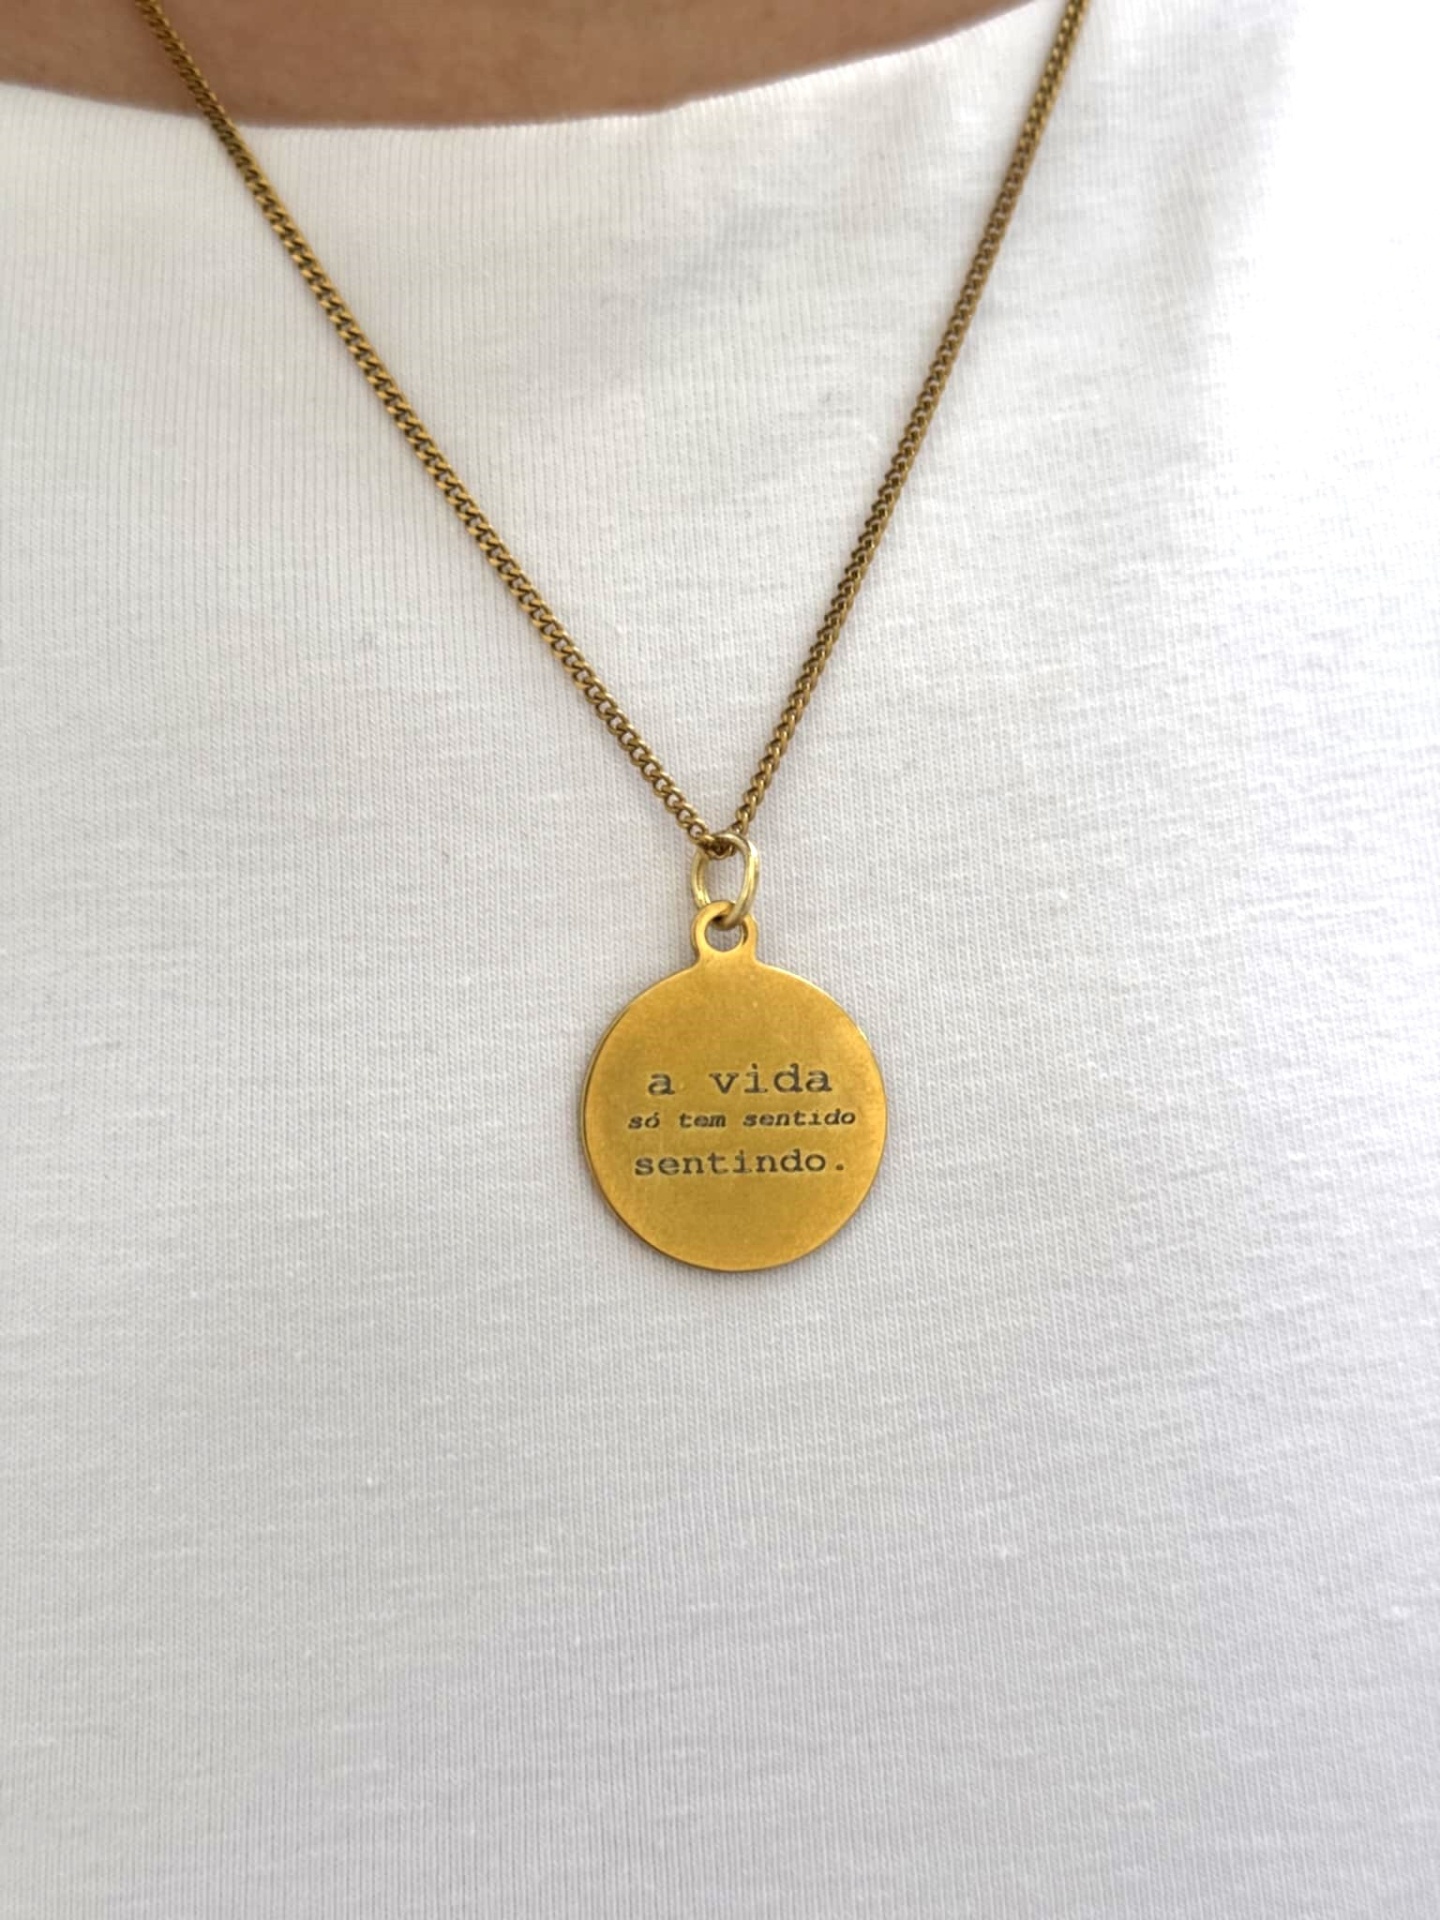 a vida
só tem sentido
sentindo.